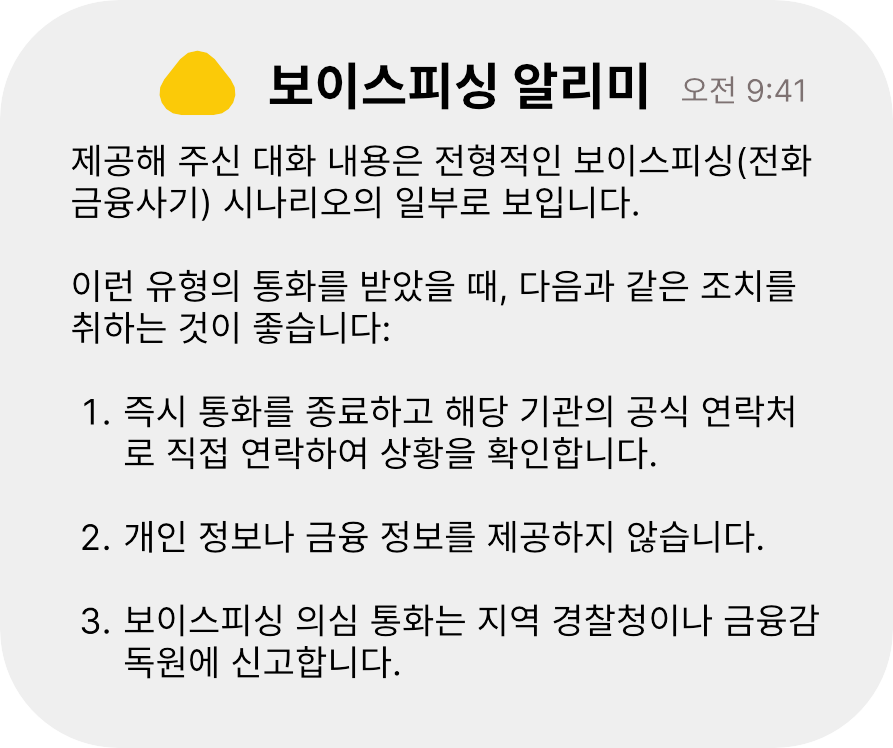 보이스피싱 알리미 오전 9:41
제공해 주신 대화 내용은 전형적인 보이스피싱(전화
금융사기) 시나리오의 일부로 보입니다.
이런 유형의 통화를 받았을 때, 다음과 같은 조치를
취하는 것이 좋습니다:
1. 즉시 통화를 종료하고 해당 기관의 공식 연락처
로 직접 연락하여 상황을 확인합니다.
2. 개인 정보나 금융 정보를 제공하지 않습니다.
3. 보이스피싱 의심 통화는 지역 경찰청이나 금융감
독원에 신고합니다.